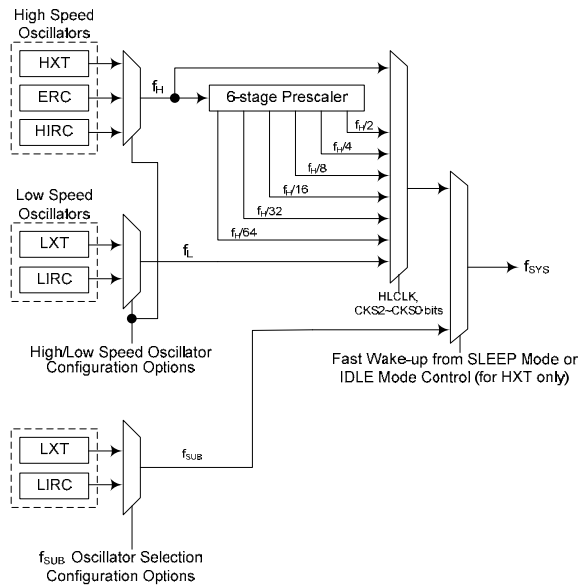 High Speed
Oscillators
HXT
ERC
HIRC
fH
6-stage Prescaler
fH/2
fH/4
fH/8
fH/16
fH/32
fH/64
Low Speed
Oscillators
LXT
LIRC
fL
HLCLK,
CKS2~CKS0 bits
fSYS
High/Low Speed Oscillator
Configuration Options
Fast Wake-up from SLEEP Mode or
IDLE Mode Control (for HXT only)
LXT
LIRC
fSUB
fSUB Oscillator Selection
Configuration Options